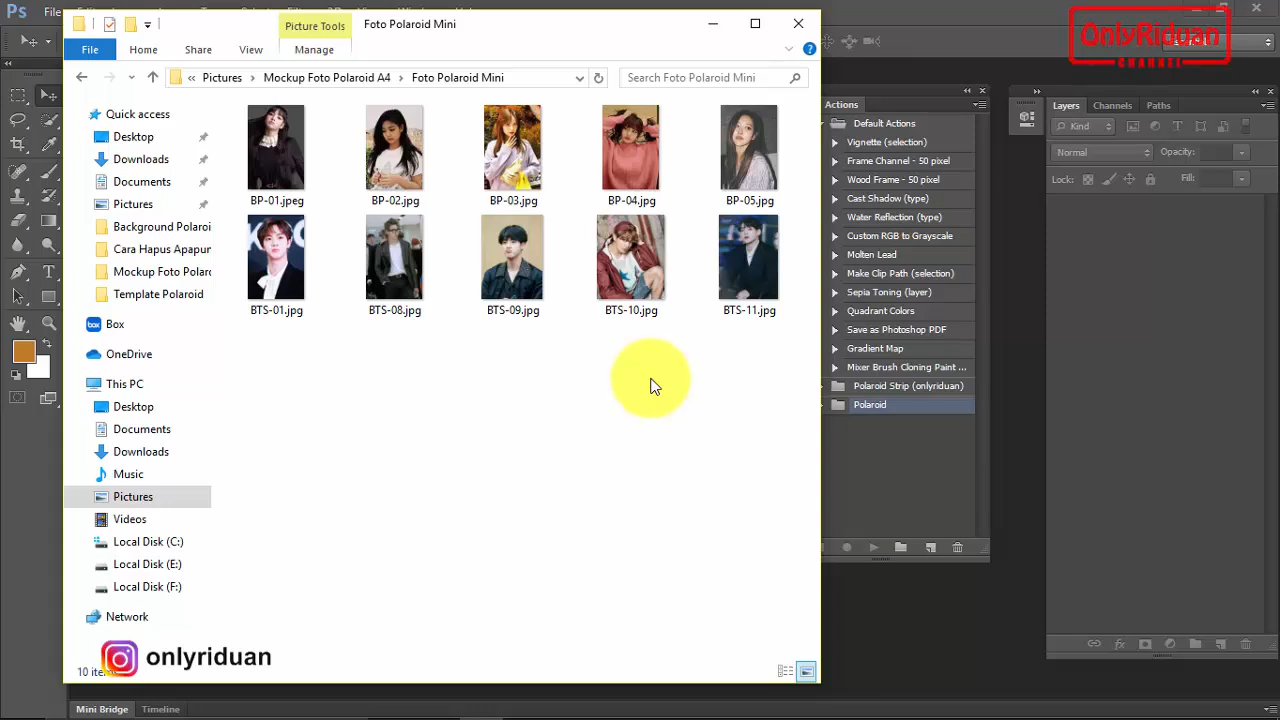 Ps
File
Picture Tools
Foto Polaroid Mini
File
Home
Share
View
Manage
OnlyRiduan
CHANNEL
« Pictures > Mockup Foto Polaroid A4 > Foto Polaroid Mini
Search Foto Polaroid Mini
Quick access
Desktop
Downloads
Documents
Pictures
Background Polaroi
Cara Hapus Apapur
Mockup Foto Polaro
Template Polaroid
Box
OneDrive
This PC
Desktop
Documents
Downloads
Music
Pictures
Videos
Local Disk (C:)
Local Disk (E:)
Local Disk (F:)
Network
BP-01.jpeg
BP-02.jpg
BP-03.jpg
BP-04.jpg
BP-05.jpg
BTS-01.jpg
BTS-08.jpg
BTS-09.jpg
BTS-10.jpg
BTS-11.jpg
onlyriduan
10 ite
Actions
Default Actions
Vignette (selection)
Frame Channel - 50 pixel
Wood Frame - 50 pixel
Cast Shadow (type)
Water Reflection (type)
Custom RGB to Grayscale
Molten Lead
Make Clip Path (selection)
Sepia Toning (layer)
Quadrant Colors
Save as Photoshop PDF
Gradient Map
Mixer Brush Cloning Paint ...
Polaroid Strip (onlyriduan)
Polaroid
Layers
Channels
Paths
Kind
Normal
Opacity:
Lock:
Fill:
Mini Bridge
Timeline